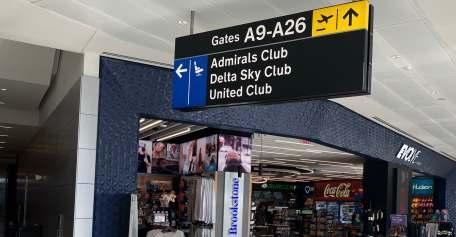 Gates A9-A26
Admirals Club
Delta Sky Club
United Club
Brookstone
Coca-Cola
Hudson